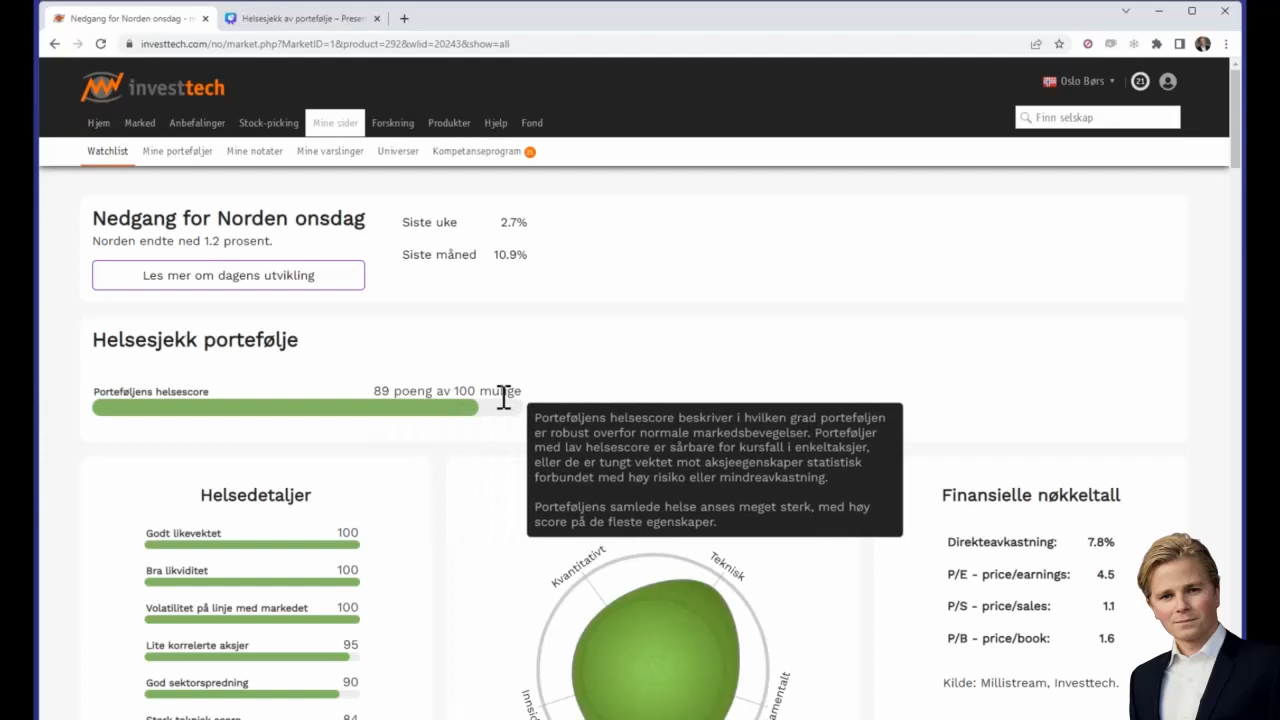 Nedgang for Norden onsdag - n
Helsesjekk av portefølje – Presen
investtech.com/no/market.php?MarketID=1&product=292&wlid=20243&show=all
investtech
Oslo Børs
21
Hjem
Marked
Anbefalinger
Stock-picking
Mine sider
Forskning
Produkter
Hjelp
Fond
Finn selskap
Watchlist
Mine porteføljer
Mine notater
Mine varslinger
Universer
Kompetanseprogram
Nedgang for Norden onsdag
Norden endte ned 1.2 prosent.
Les mer om dagens utvikling
Siste uke 2.7%
Siste måned 10.9%
Helsesjekk portefølje
Porteføljens helsescore
89 poeng av 100 mulige
Porteføljens helsescore beskriver i hvilken grad porteføljen
er robust overfor normale markedsbevegelser. Porteføljer
med lav helsescore er sårbare for kursfall i enkeltaksjer,
eller de er tungt vektet mot aksjeegenskaper statistisk
forbundet med høy risiko eller mindreavkastning.
Porteføljens samlede helse anses meget sterk, med høy
score på de fleste egenskaper.
Helsedetaljer
Godt likevektet 100
Bra likviditet 100
Volatilitet på linje med markedet 100
Lite korrelerte aksjer 95
God sektorspredning 90
Sterk teknisk score 84
Kvantitativt
Teknisk
Innsid
amentalt
Finansielle nøkkeltall
Direkteavkastning: 7.8%
P/E - price/earnings: 4.5
P/S - price/sales: 1.1
P/B - price/book: 1.6
Kilde: Millistream, Investtech.